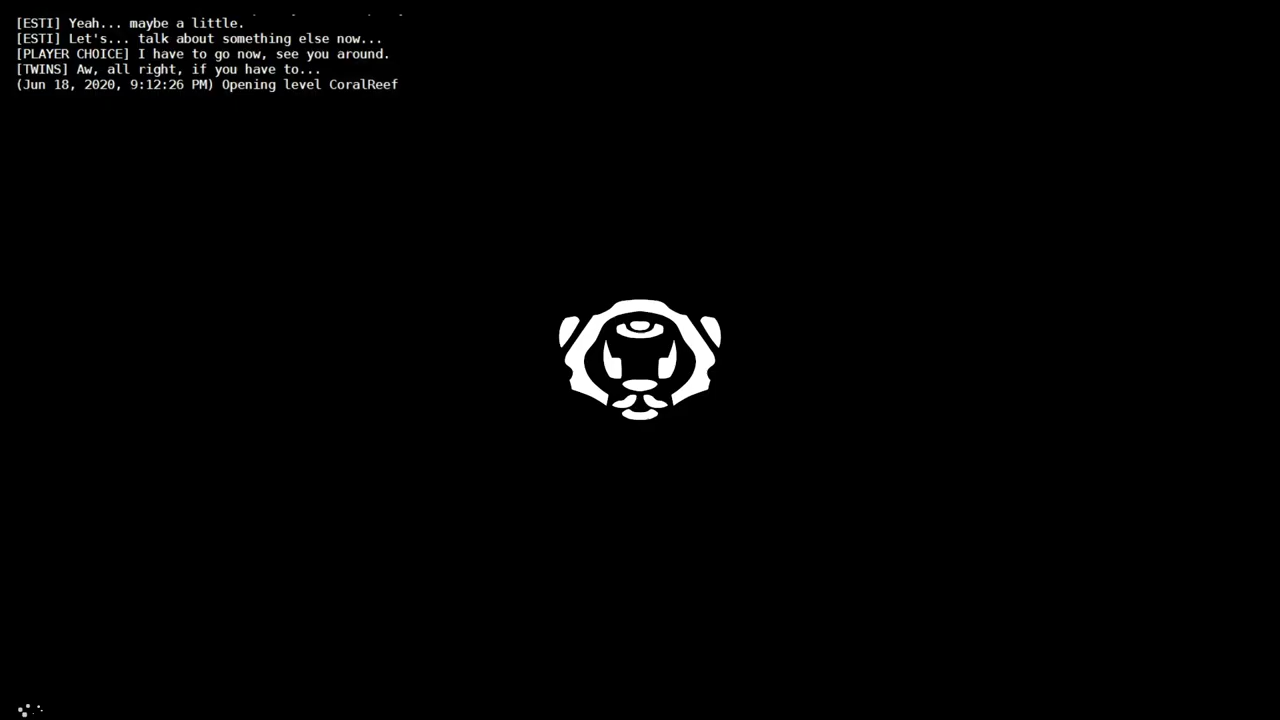 [ESTI] Yeah... maybe a little.
[ESTI] Let's... talk about something else now...
[PLAYER CHOICE] I have to go now, see you around.
[TWINS] Aw, all right, if you have to...
(Jun 18, 2020, 9:12:26 PM) Opening level CoralReef